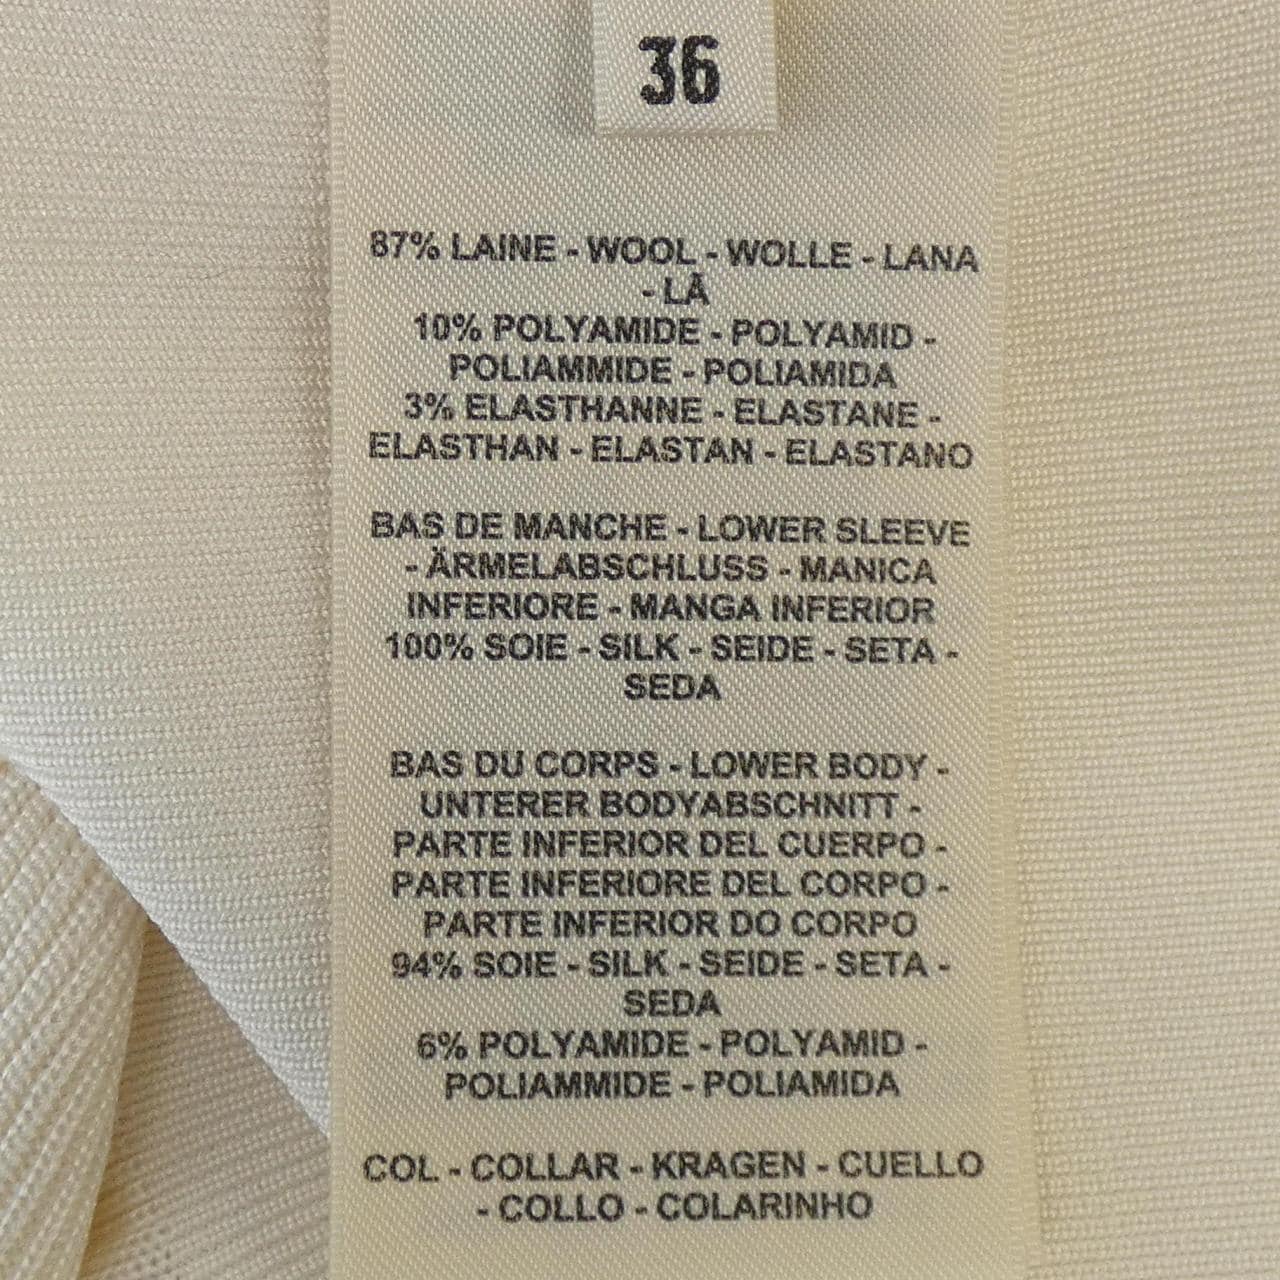 36
87% LAINE - WOOL - WOLLE - LANA
- LÃ
10% POLYAMIDE - POLYAMID -
POLIAMMIDE - POLIAMIDA
3% ELASTHANNE - ELASTANE -
ELASTHAN - ELASTAN - ELASTANO
BAS DE MANCHE - LOWER SLEEVE
- ÄRMELABSCHLUSS - MANICA
INFERIORE - MANGA INFERIOR
100% SOIE - SILK - SEIDE - SETA -
SEDA
BAS DU CORPS - LOWER BODY -
UNTERER BODYABSCHNITT -
PARTE INFERIOR DEL CUERPO -
PARTE INFERIORE DEL CORPO -
PARTE INFERIOR DO CORPO
94% SOIE - SILK - SEIDE - SETA -
SEDA
6% POLYAMIDE - POLYAMID -
POLIAMMIDE - POLIAMIDA
COL - COLLAR - KRAGEN - CUELLO
- COLLO - COLARINHO